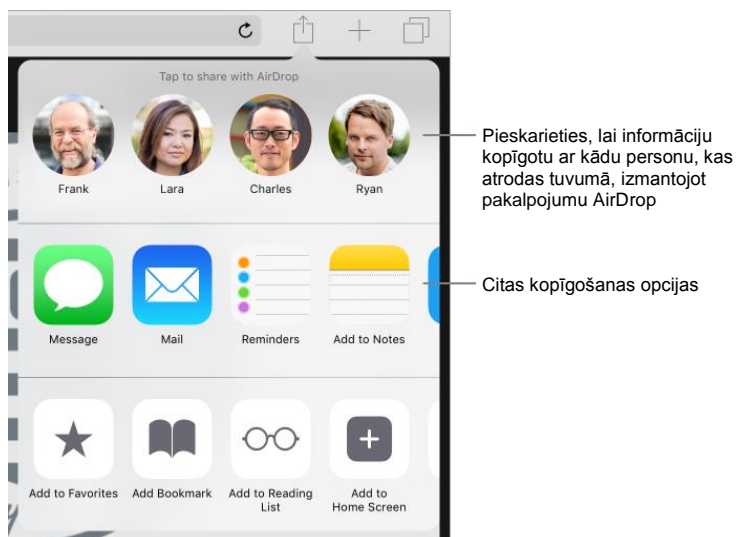 Tap to share with AirDrop
Frank
Lara
Charles
Ryan
Pieskarieties, lai informāciju
kopīgotu ar kādu personu, kas
atrodas tuvumā, izmantojot
pakalpojumu AirDrop
Message
Mail
Reminders
Add to Notes
Citas kopīgošanas opcijas
Add to Favorites
Add Bookmark
Add to Reading
List
Add to
Home Screen